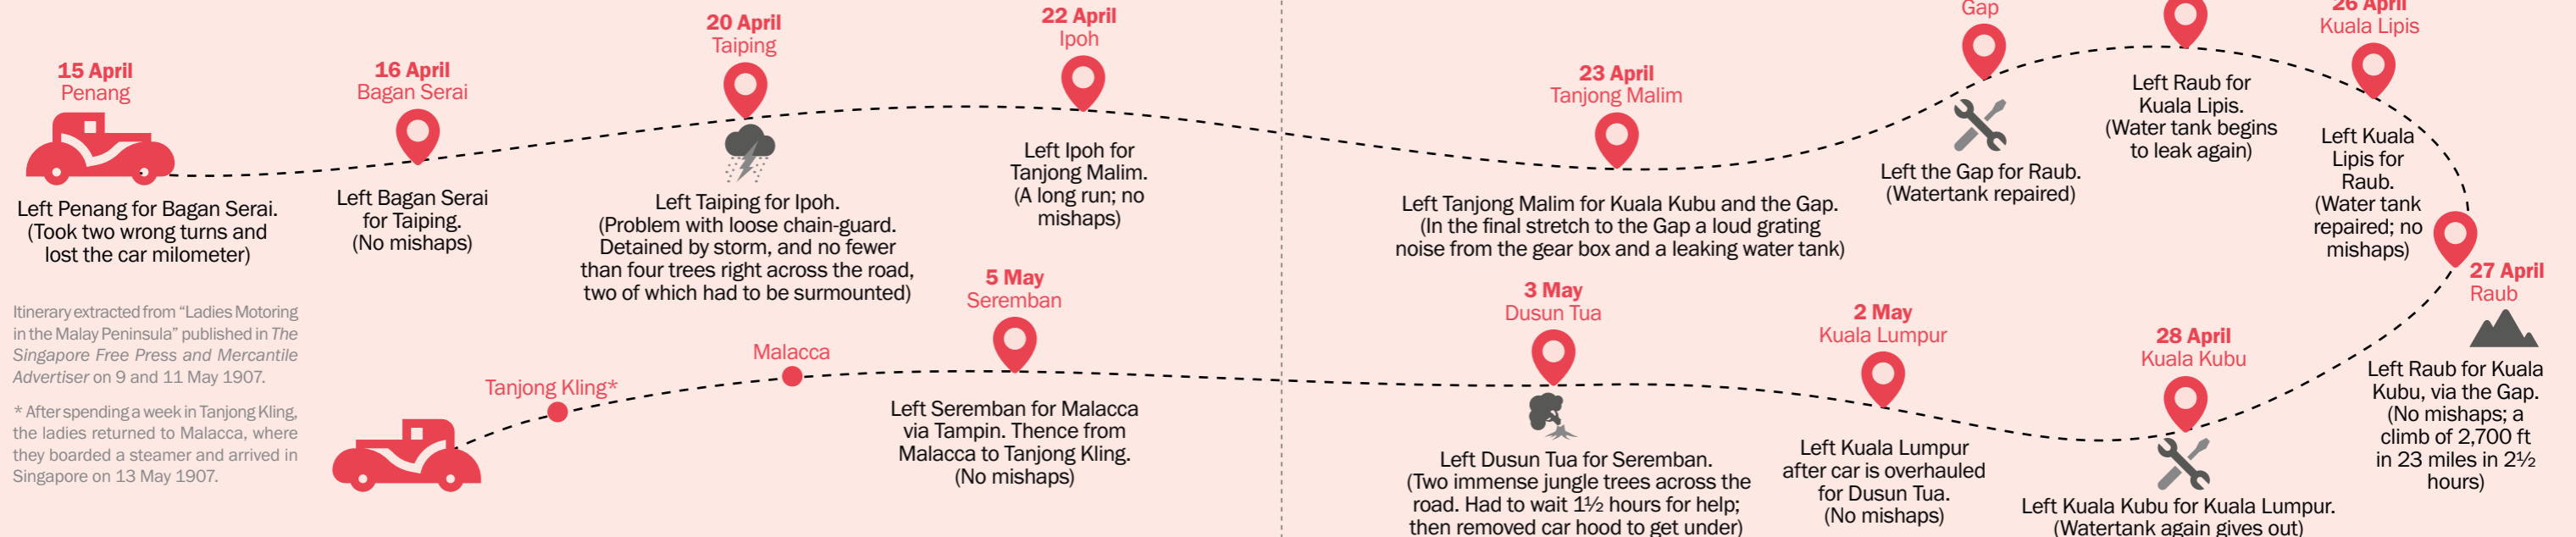 15 April
Penang
Left Penang for Bagan Serai.
(Took two wrong turns and
lost the car milometer)
16 April
Bagan Serai
Left Bagan Serai
for Taiping.
(No mishaps)
20 April
Taiping
Left Taiping for Ipoh.
(Problem with loose chain-guard.
Detained by storm, and no fewer
than four trees right across the road,
two of which had to be surmounted)
22 April
Ipoh
Left Ipoh for
Tanjong Malim.
(A long run; no
mishaps)
23 April
Tanjong Malim
Left Tanjong Malim for Kuala Kubu and the Gap.
(In the final stretch to the Gap a loud grating
noise from the gear box and a leaking water tank)
Gap
Left the Gap for Raub.
(Watertank repaired)
Left Raub for
Kuala Lipis.
(Water tank begins
to leak again)
26 April
Kuala Lipis
Left Kuala
Lipis for
Raub.
(Water tank
repaired; no
mishaps)
27 April
Raub
Left Raub for Kuala
Kubu, via the Gap.
(No mishaps; a
climb of 2,700 ft
in 23 miles in 2½
hours)
28 April
Kuala Kubu
Left Kuala Kubu for Kuala Lumpur.
(Watertank again gives out)
2 May
Kuala Lumpur
Left Kuala Lumpur
after car is overhauled
for Dusun Tua.
(No mishaps)
3 May
Dusun Tua
Left Dusun Tua for Seremban.
(Two immense jungle trees across the
road. Had to wait 1½ hours for help;
then removed car hood to get under)
5 May
Seremban
Left Seremban for Malacca
via Tampin. Thence from
Malacca to Tanjong Kling.
(No mishaps)
Malacca
Tanjong Kling*
Itinerary extracted from “Ladies Motoring
in the Malay Peninsula” published in The
Singapore Free Press and Mercantile
Advertiser on 9 and 11 May 1907.
* After spending a week in Tanjong Kling,
the ladies returned to Malacca, where
they boarded a steamer and arrived in
Singapore on 13 May 1907.